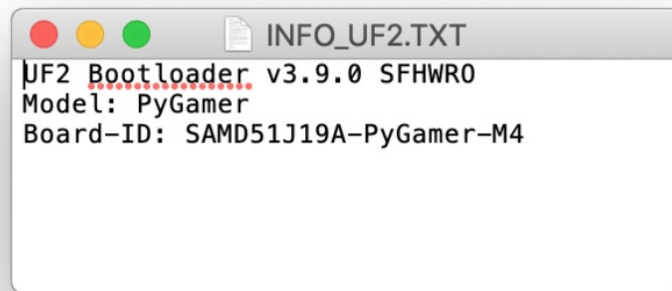 INFO_UF2.TXT
UF2 Bootloader v3.9.0 SFHWRO
Model: PyGamer
Board-ID: SAMD51J19A-PyGamer-M4